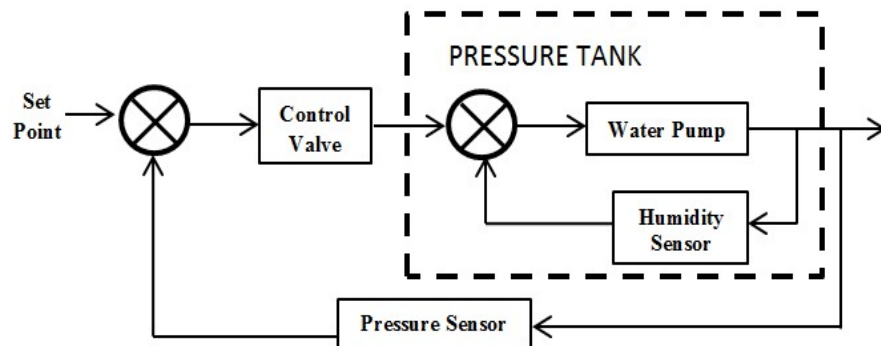 PRESSURE TANK
Set
Point
Control
Valve
Water Pump
Humidity
Sensor
Pressure Sensor